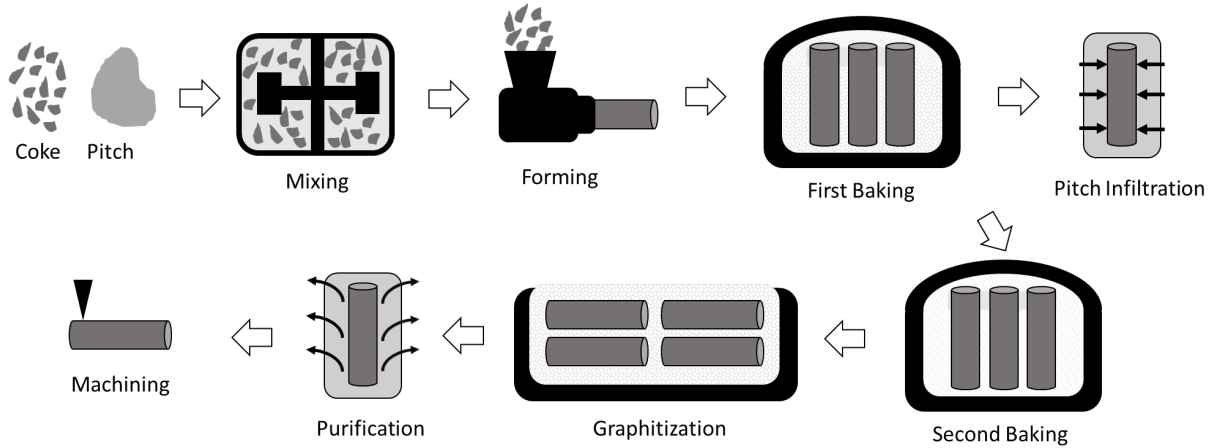 Coke
Pitch
Mixing
Forming
First Baking
Pitch Infiltration
Second Baking
Graphitization
Purification
Machining